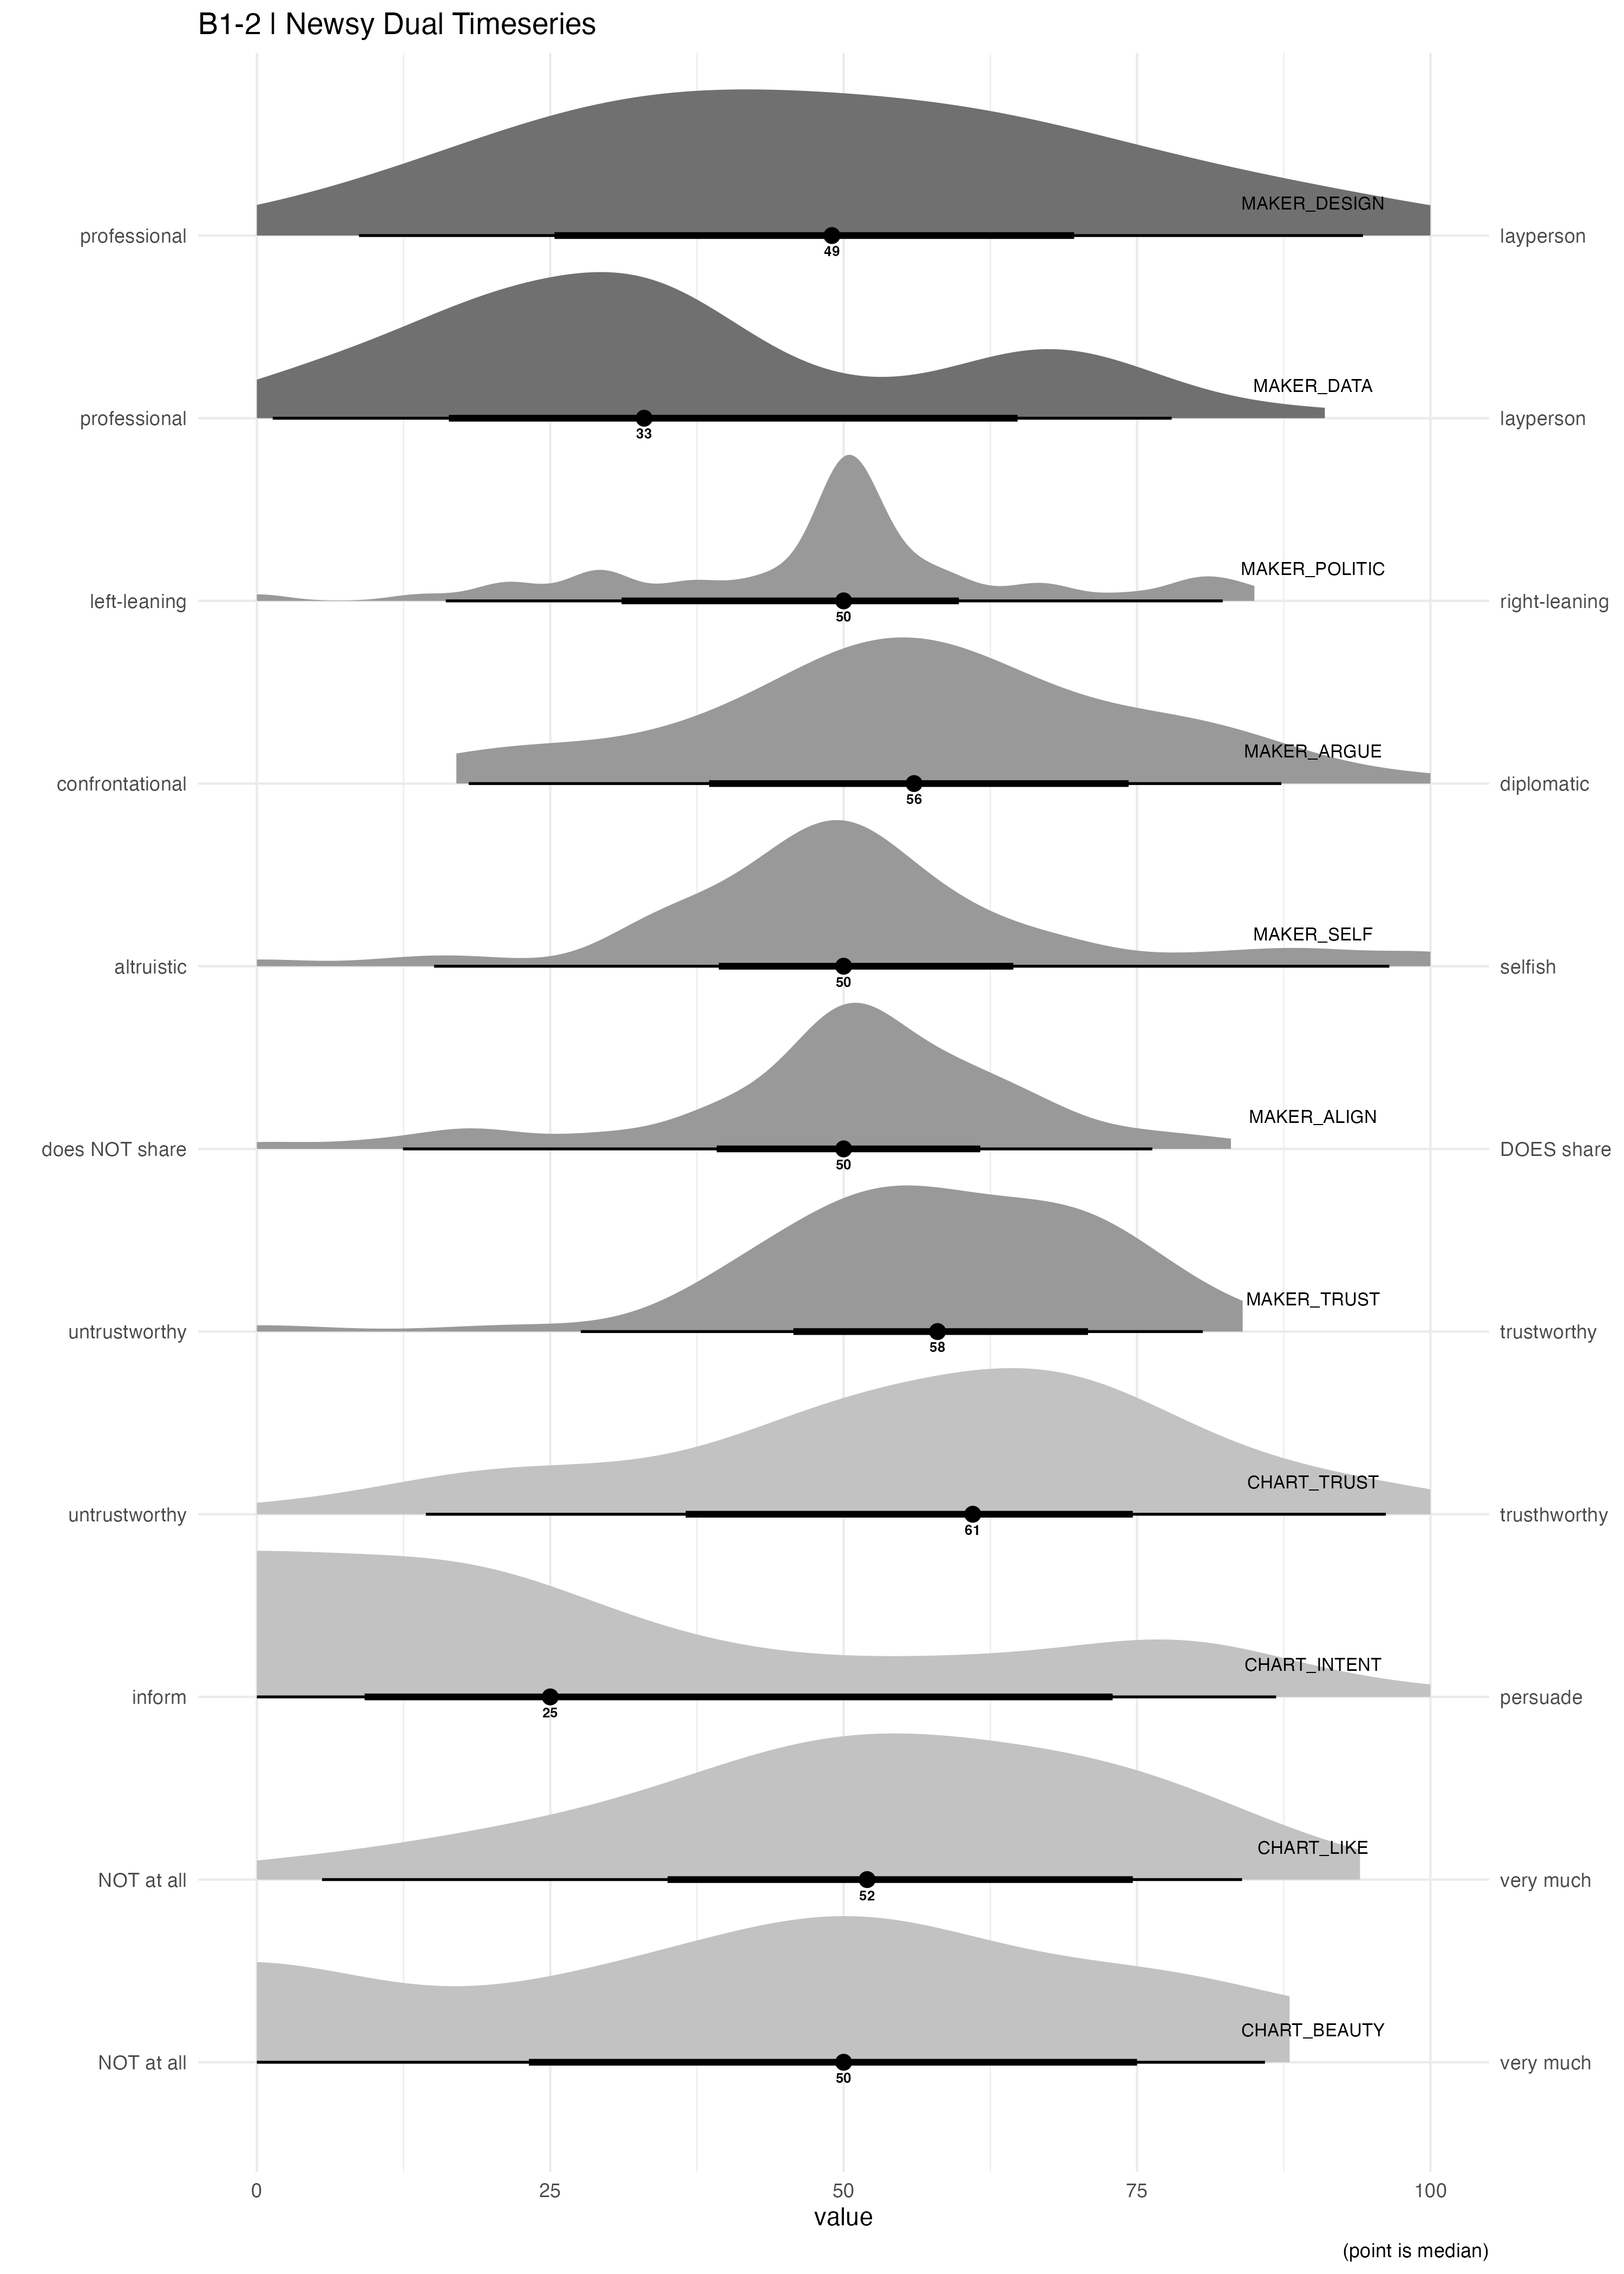 B1-2 | Newsy Dual Timeseries
MAKER_DESIGN
professional
layperson
49
MAKER_DATA
professional
layperson
33
MAKER_POLITIC
left-leaning
right-leaning
50
MAKER_ARGUE
confrontational
diplomatic
56
MAKER_SELF
altruistic
selfish
50
MAKER_ALIGN
does NOT share
DOES share
50
MAKER_TRUST
untrustworthy
trustworthy
58
CHART_TRUST
untrustworthy
trusthworthy
61
CHART_INTENT
inform
persuade
25
CHART_LIKE
NOT at all
very much
52
CHART_BEAUTY
NOT at all
very much
50
0 25 50 75 100
value
(point is median)